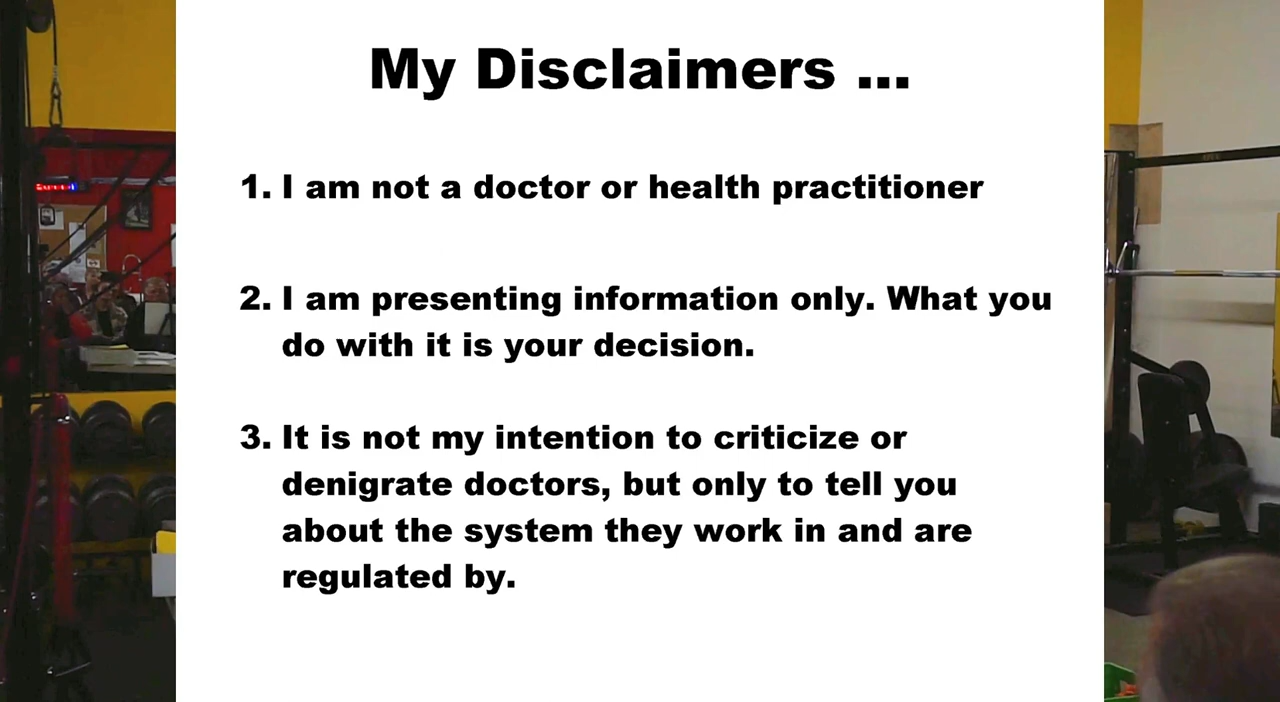 My Disclaimers ...
1. I am not a doctor or health practitioner
2. I am presenting information only. What you
do with it is your decision.
3. It is not my intention to criticize or
denigrate doctors, but only to tell you
about the system they work in and are
regulated by.